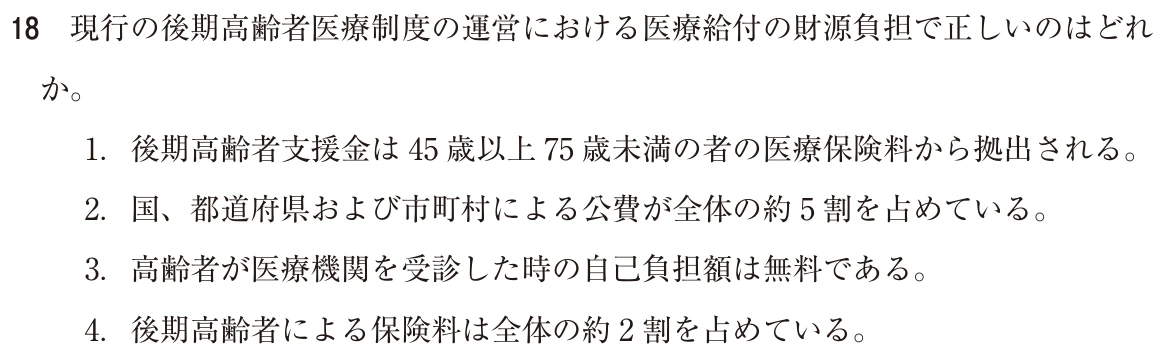 18 現行の後期高齢者医療制度の運営における医療給付の財源負担で正しいのはどれ
か。
1. 後期高齢者支援金は 45 歳以上 75 歳未満の者の医療保険料から拠出される。
2. 国、都道府県および市町村による公費が全体の約 5 割を占めている。
3. 高齢者が医療機関を受診した時の自己負担額は無料である。
4. 後期高齢者による保険料は全体の約 2 割を占めている。